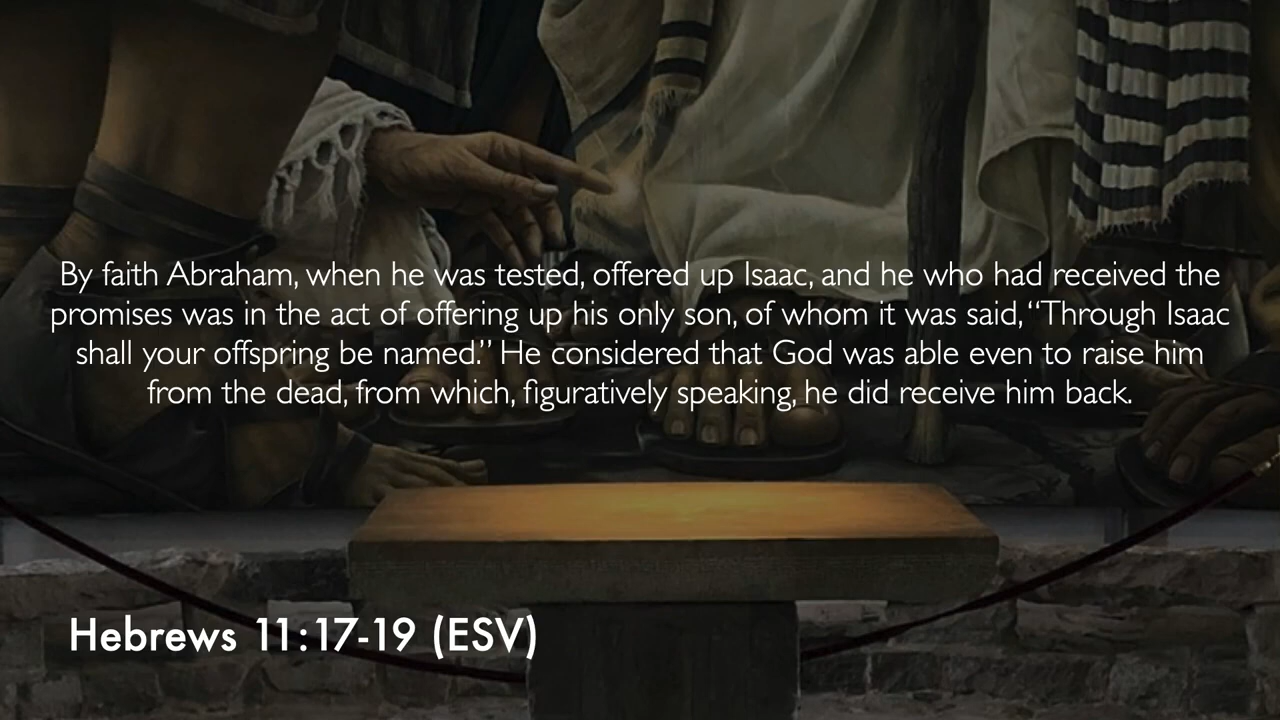 By faith Abraham, when he was tested, offered up Isaac, and he who had received the
promises was in the act of offering up his only son, of whom it was said, “Through Isaac
shall your offspring be named.” He considered that God was able even to raise him
from the dead, from which, figuratively speaking, he did receive him back.
Hebrews 11:17-19 (ESV)